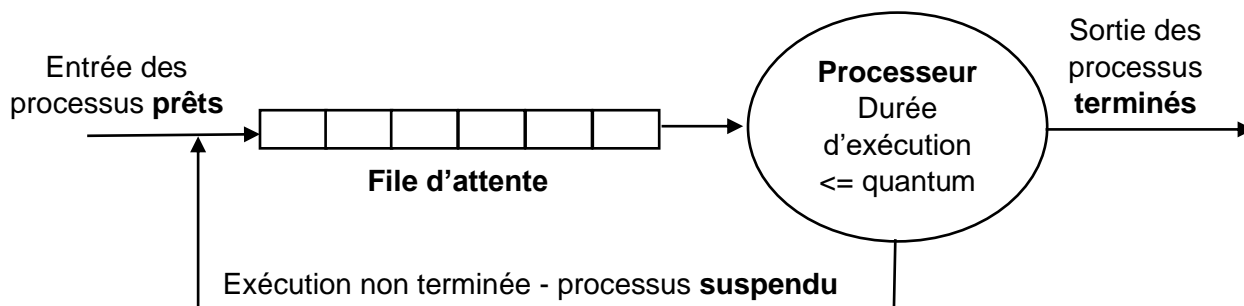 Entrée des
processus prêts
File d'attente
Processeur
Durée
d'exécution
<= quantum
Sortie des
processus
terminés
Exécution non terminée - processus suspendu